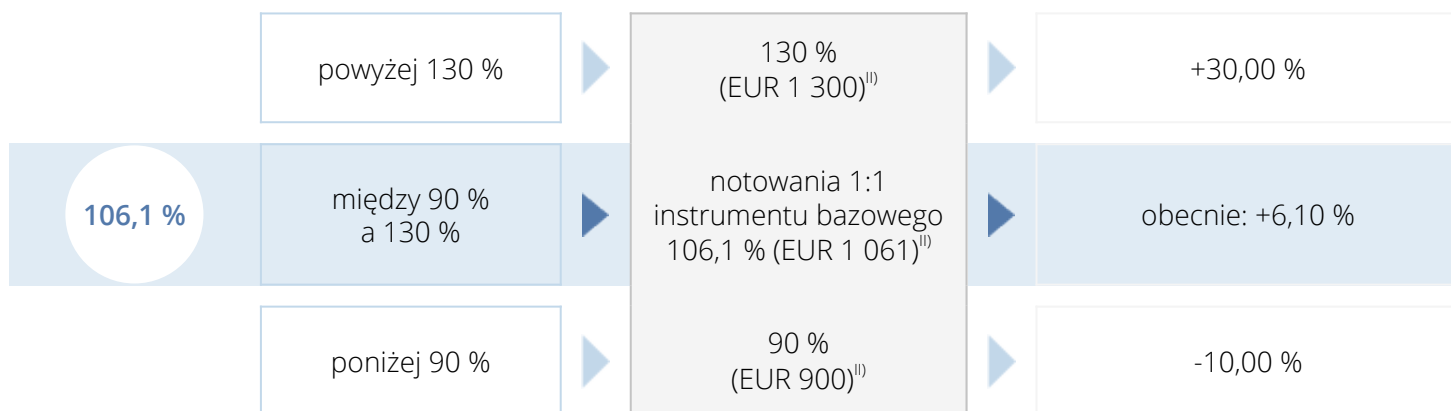 powyżej 130 %
130 %
(EUR 1 300)II)
+30,00 %
106,1 %
między 90 %
a 130 %
notowania 1:1
instrumentu bazowego
106,1 % (EUR 1 061)II)
obecnie: +6,10 %
poniżej 90 %
90 %
(EUR 900)II)
-10,00 %